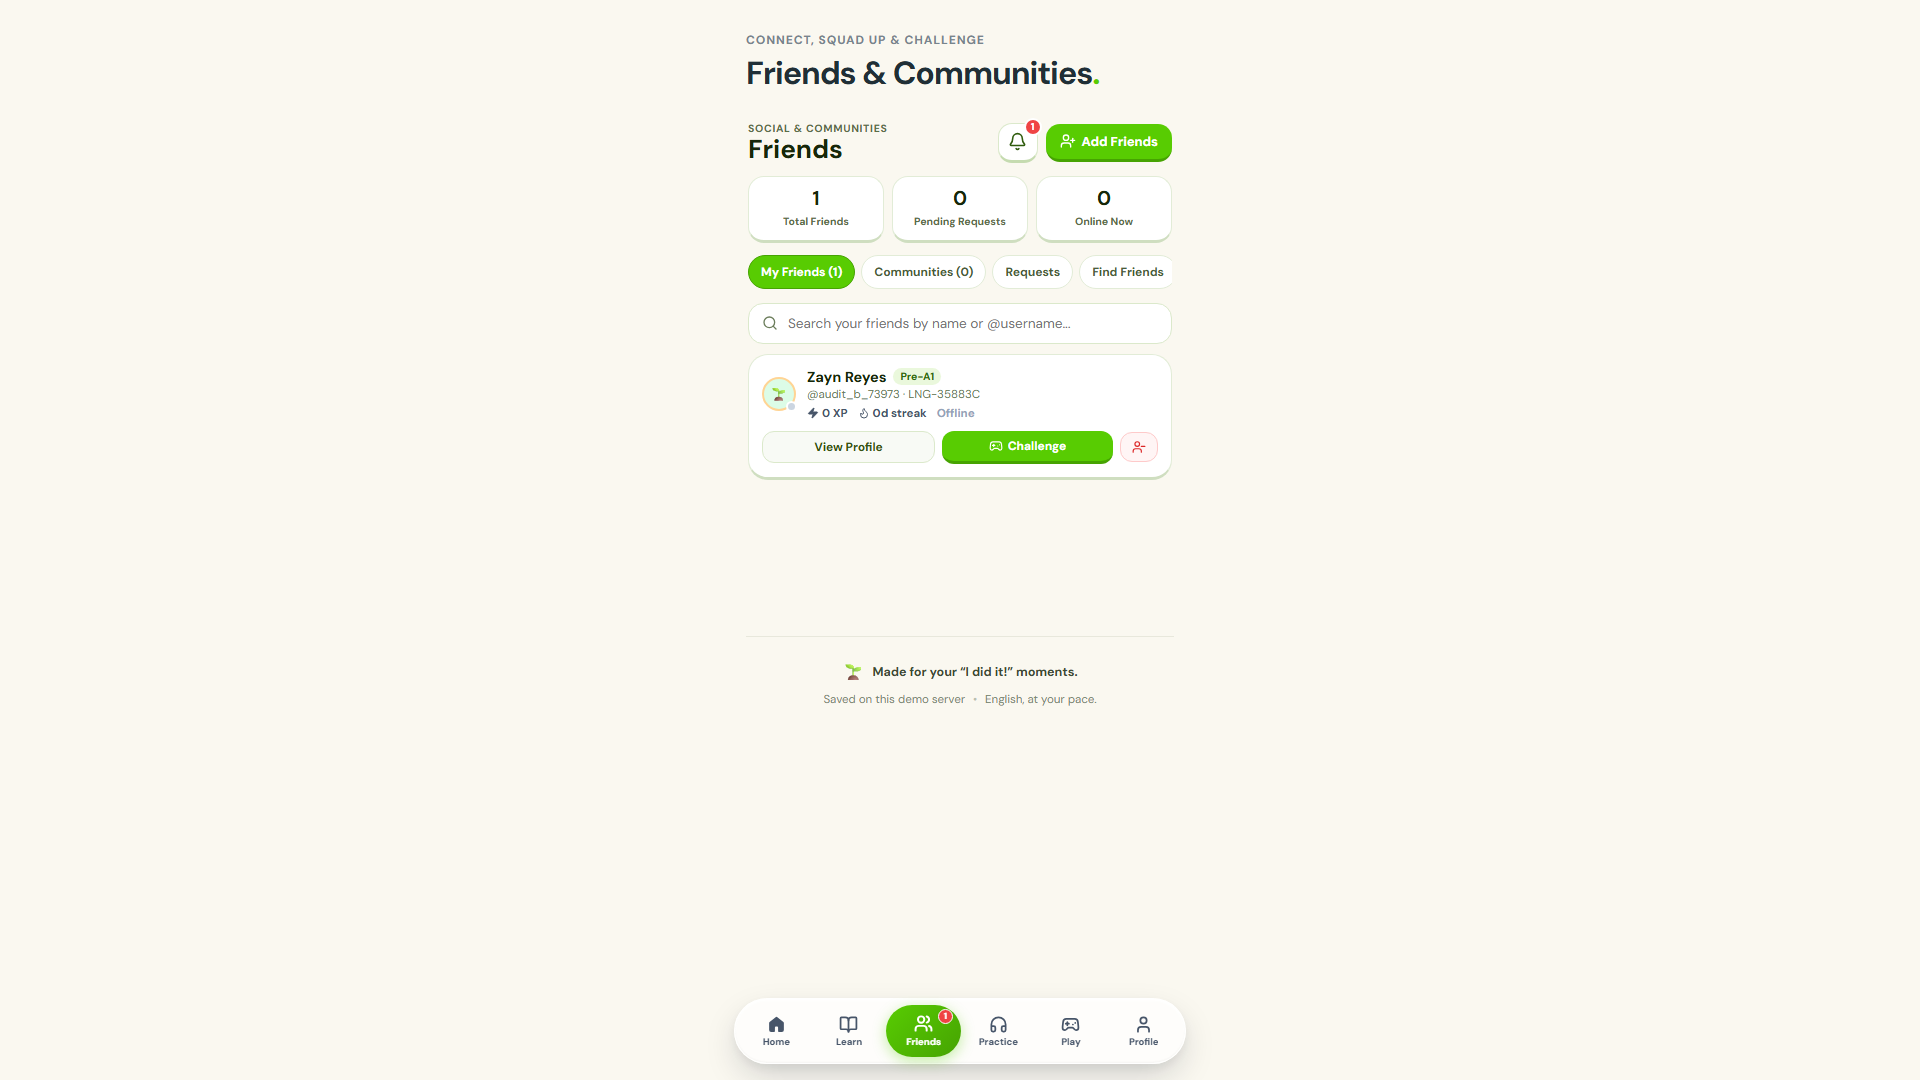 CONNECT, SQUAD UP & CHALLENGE
Friends & Communities.
SOCIAL & COMMUNITIES
Friends
1
Add Friends
1
Total Friends
0
Pending Requests
0
Online Now
My Friends (1)
Communities (0)
Requests
Find Friends
Search your friends by name or @username...
Zayn Reyes
Pre-A1
@audit_b_73973 · LNG-35883C
0 XP
0d streak
Offline
View Profile
Challenge
Made for your “I did it!” moments.
Saved on this demo server • English, at your pace.
Home
Learn
1
Friends
Practice
Play
Profile